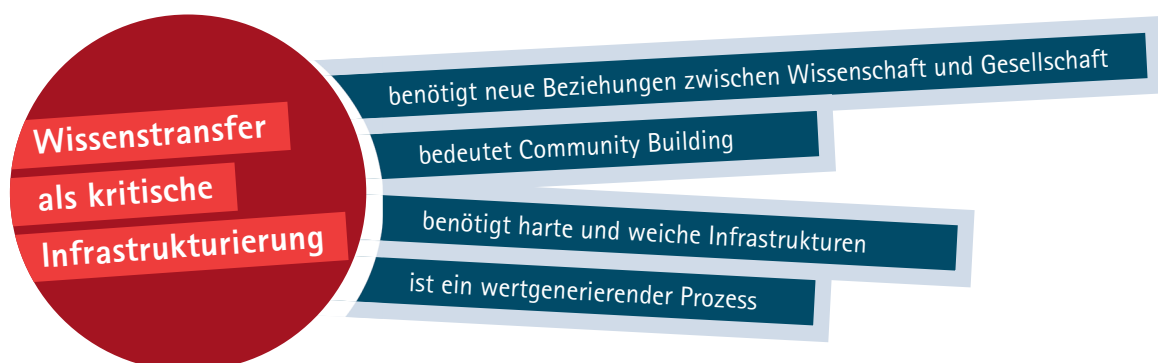 Wissenstransfer
als kritische
Infrastrukturierung
benötigt neue Beziehungen zwischen Wissenschaft und Gesellschaft
bedeutet Community Building
benötigt harte und weiche Infrastrukturen
ist ein wertgenerierender Prozess